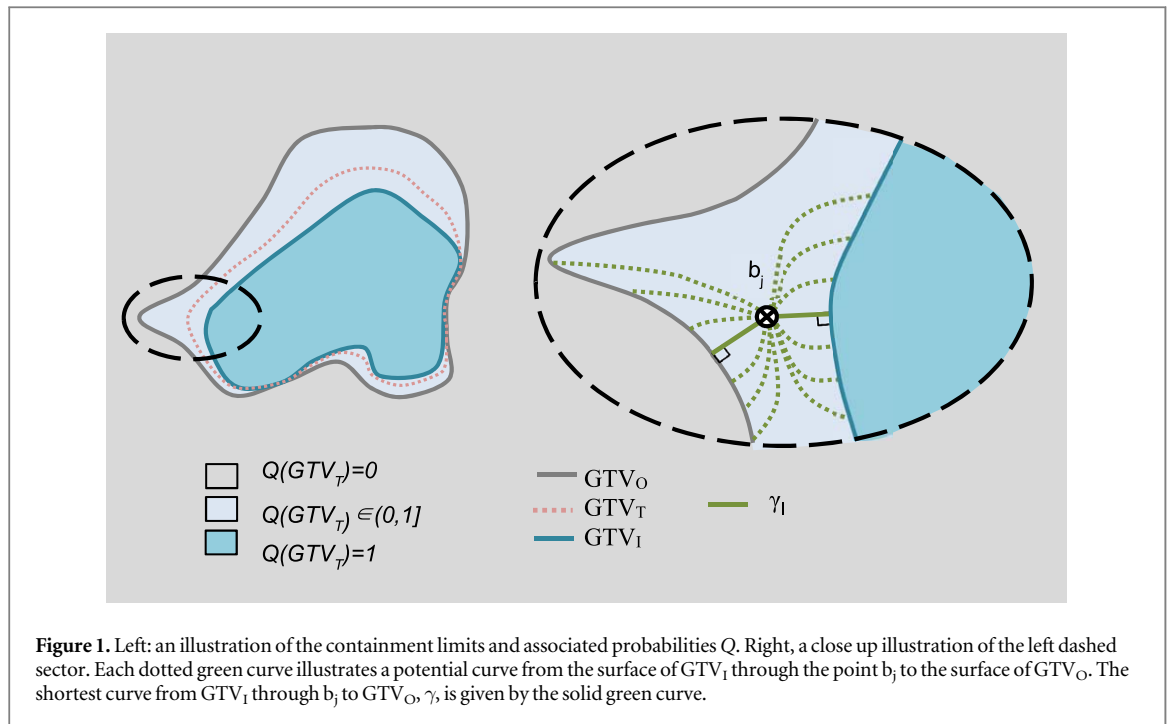 b_j
Q(GTV_T)=0
Q(GTV_T) ∈(0,1]
Q(GTV_T)=1
GTV_O
GTV_T
GTV_I
γ_I
Figure 1. Left: an illustration of the containment limits and associated probabilities Q. Right, a close up illustration of the left dashed
sector. Each dotted green curve illustrates a potential curve from the surface of GTV_I through the point b_j to the surface of GTV_O. The
shortest curve from GTV_I through b_j to GTV_O, γ, is given by the solid green curve.